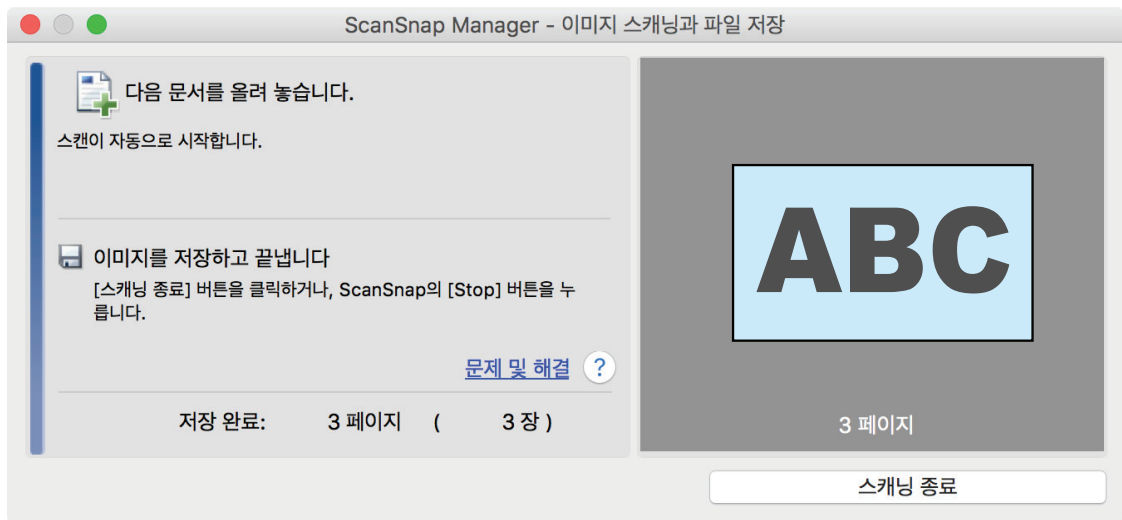 ScanSnap Manager - 이미지 스캐닝과 파일 저장
다음 문서를 올려 놓습니다.
스캔이 자동으로 시작합니다.
이미지를 저장하고 끝냅니다
[스캐닝 종료] 버튼을 클릭하거나, ScanSnap의 [Stop] 버튼을 누
릅니다.
문제 및 해결 ?
저장 완료: 3 페이지 ( 3 장 )
ABC
3 페이지
스캐닝 종료